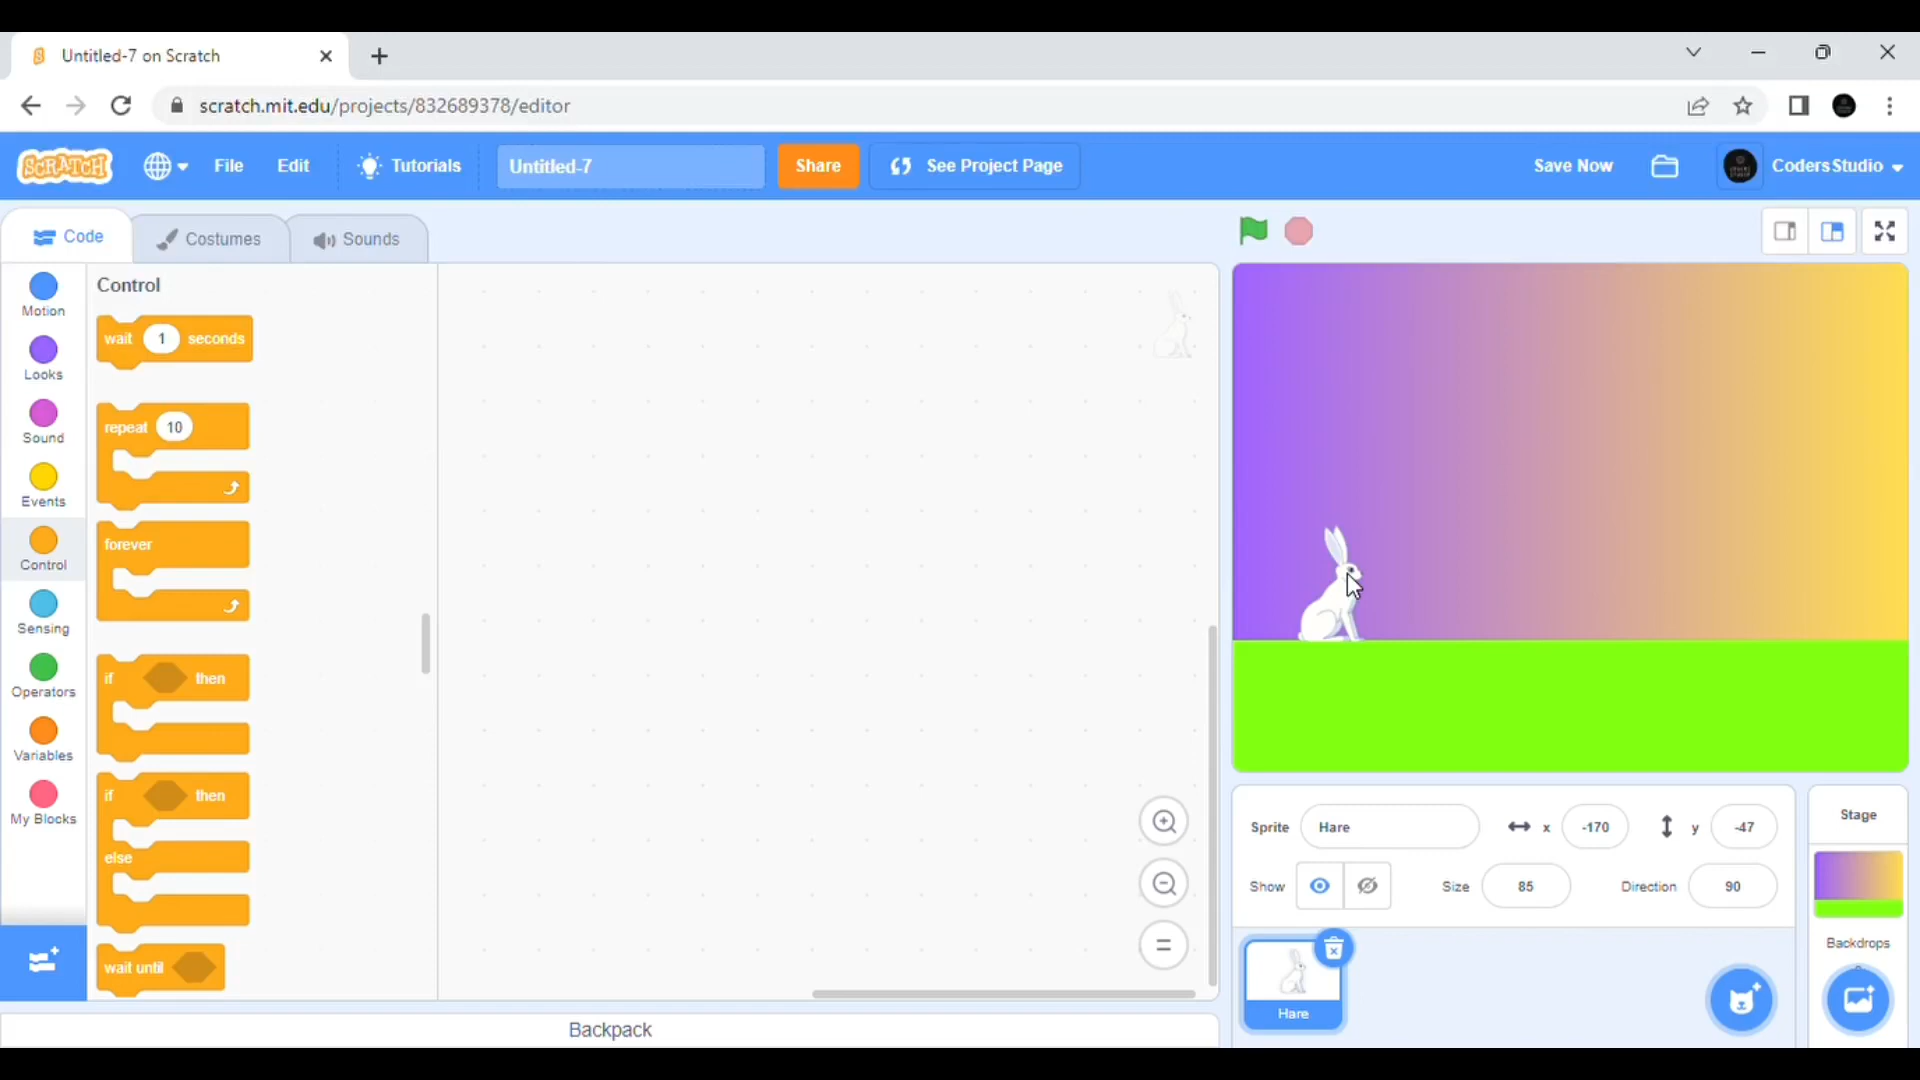 Untitled-7 on Scratch
scratch.mit.edu/projects/832689378/editor
SCRATCH File Edit Tutorials Untitled-7 Share See Project Page Save Now CodersStudio
Code Costumes Sounds
Motion
Looks
Sound
Events
Control
Sensing
Operators
Variables
My Blocks
Control
wait 1 seconds
repeat 10
forever
if then
if then
else
wait until
Backpack
Sprite Hare x -170 y -47
Show Size 85 Direction 90
Hare
Stage
Backdrops